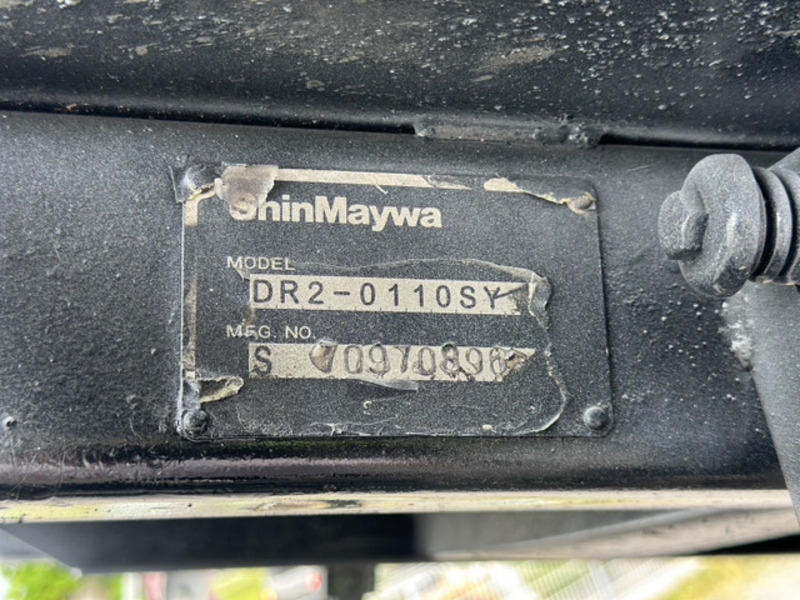 ShinMaywa
MODEL
DR2-0110SY
MFG. NO.
S 70970896